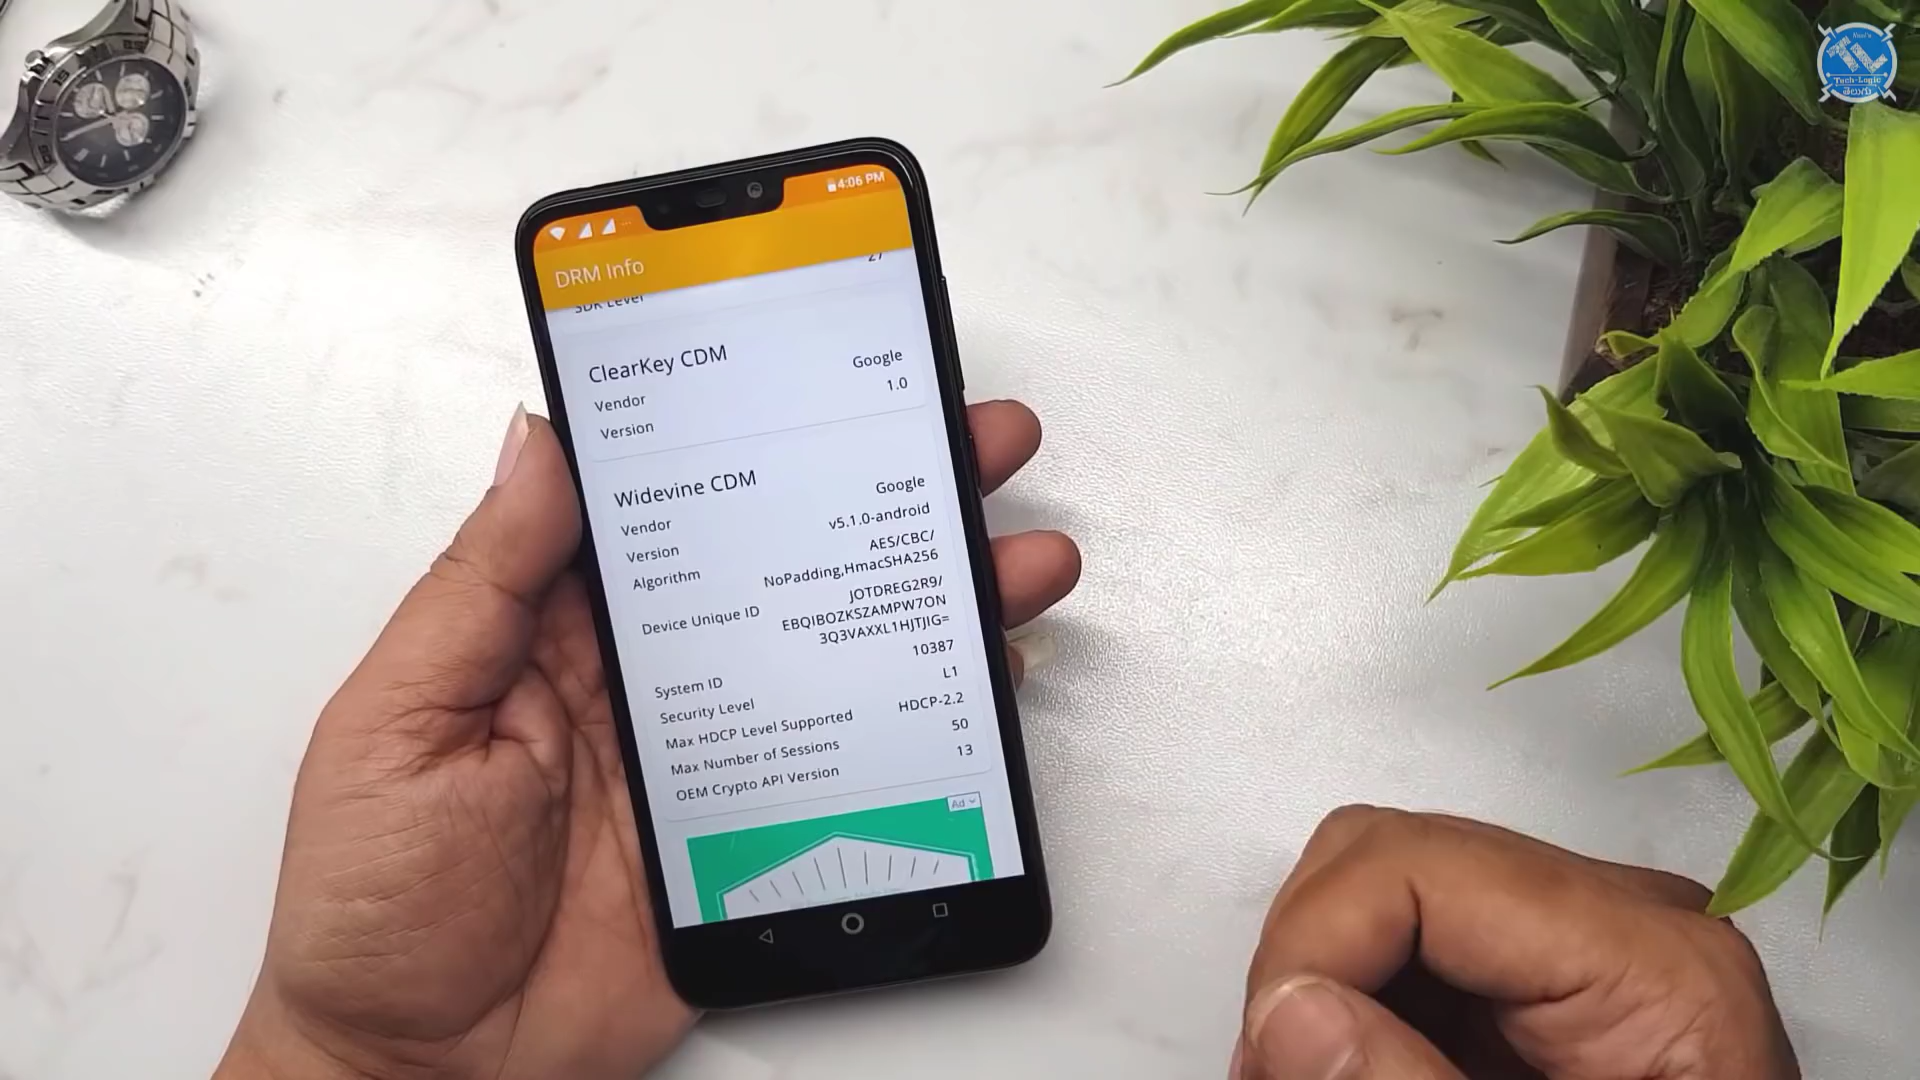 4:06 PM
DRM Info
27
SDK Level
ClearKey CDM
Vendor Google
Version 1.0
Widevine CDM
Vendor Google
Version v5.1.0-android
Algorithm AES/CBC/
NoPadding,HmacSHA256
Device Unique ID JOTDREG2R9/
EBQIBOZKSZAMPW7ON
3Q3VAXXL1HJTJIG=
System ID 10387
Security Level L1
Max HDCP Level Supported HDCP-2.2
Max Number of Sessions 50
OEM Crypto API Version 13
Ad
TL
Tech-Logic
తెలుగు